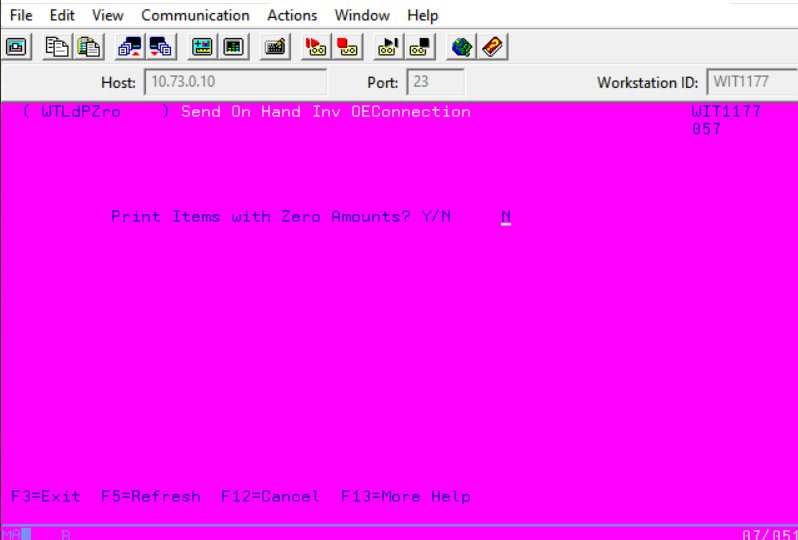 File Edit View Communication Actions Window Help
Host: 10.73.0.10 Port: 23 Workstation ID: WIT1177
( WTLdPZro ) Send On Hand Inv OEConnection WIT1177
057
Print Items with Zero Amounts? Y/N N
F3=Exit F5=Refresh F12=Cancel F13=More Help
MA B 07/051